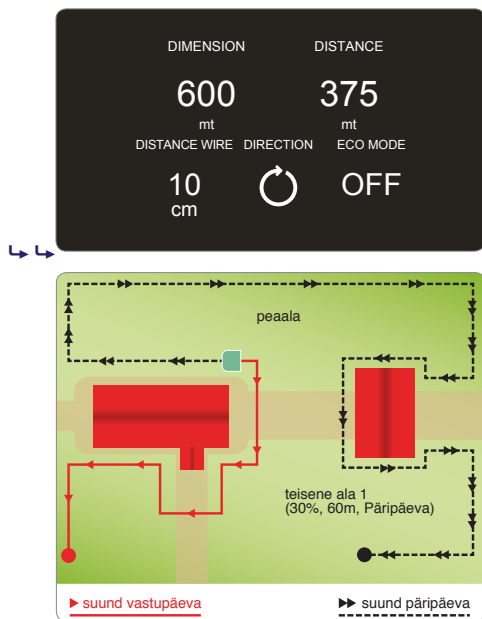 DIMENSION DISTANCE
600 375
mt mt
DISTANCE WIRE DIRECTION ECO MODE
10 OFF
cm
peaala
teisene ala 1
(30%, 60m, Päripäeva)
suund vastupäeva suund päripäeva